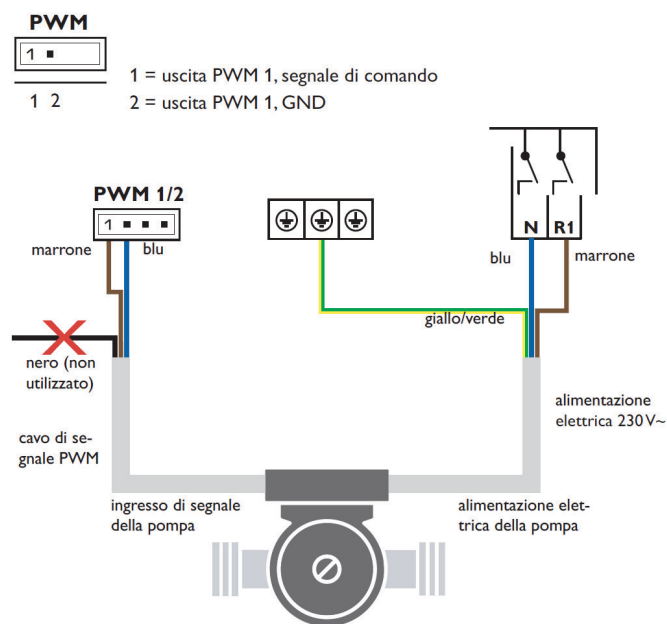 PWM
1
1 2
1 = uscita PWM 1, segnale di comando
2 = uscita PWM 1, GND
PWM 1/2
1
marrone
blu
N R1
blu
marrone
giallo/verde
nero (non
utilizzato)
cavo di se-
gnale PWM
alimentazione
elettrica 230 V~
ingresso di segnale
della pompa
alimentazione elet-
trica della pompa